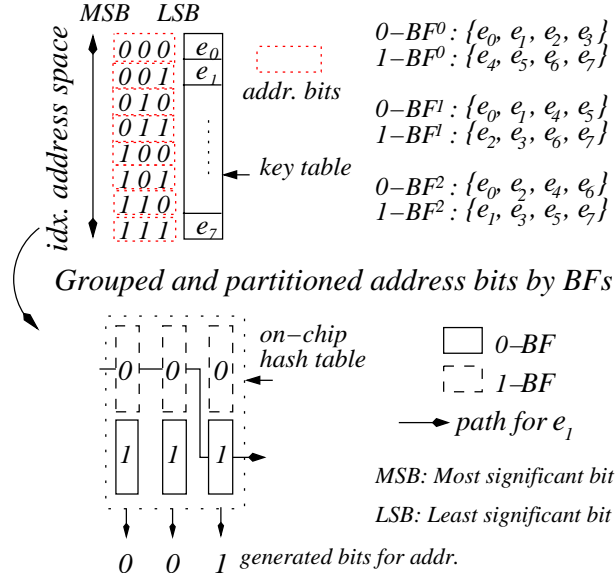 MSB LSB
idx. address space
0 0 0 e0
0 0 1 e1
0 1 0
0 1 1
1 0 0
1 0 1
1 1 0
1 1 1 e7
addr. bits
key table
0−BF⁰ : {e0, e1, e2, e3}
1−BF⁰ : {e4, e5, e6, e7}
0−BF¹ : {e0, e1, e4, e5}
1−BF¹ : {e2, e3, e6, e7}
0−BF² : {e0, e2, e4, e6}
1−BF² : {e1, e3, e5, e7}
Grouped and partitioned address bits by BFs
0 0 0
1 1 1
on−chip
hash table
0 0 1 generated bits for addr.
0−BF
1−BF
path for e1
MSB: Most significant bit
LSB: Least significant bit